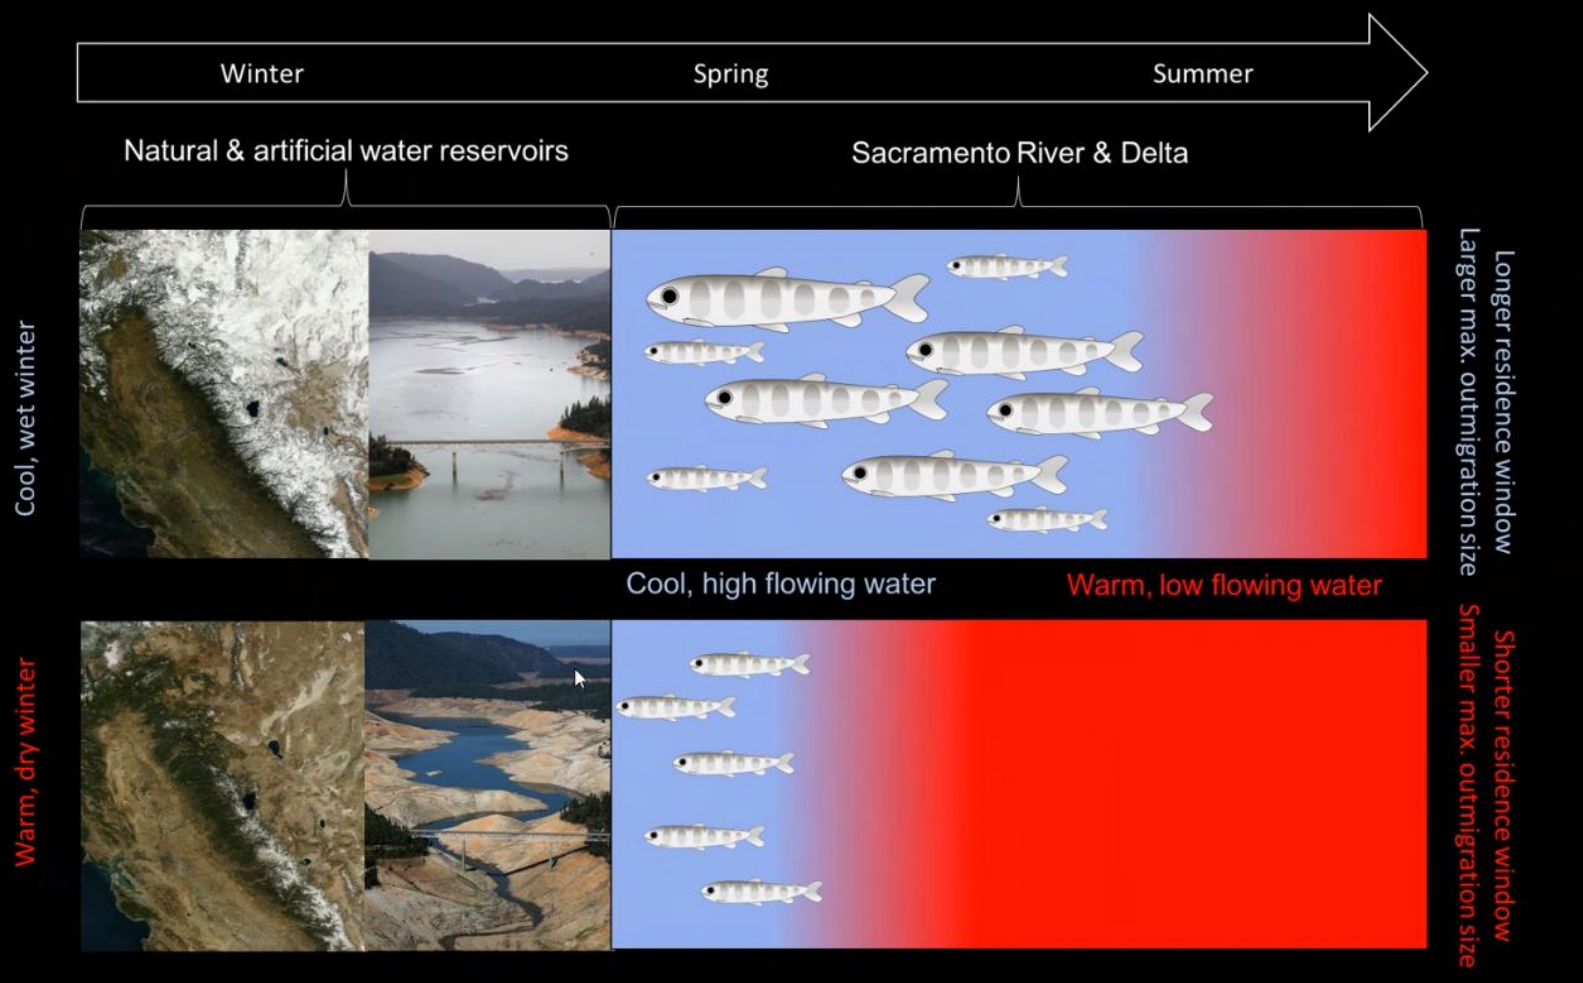 Winter
Spring
Summer
Natural & artificial water reservoirs
Sacramento River & Delta
Cool, wet winter
Longer residence window
Larger max. outmigration size
Cool, high flowing water
Warm, low flowing water
Warm, dry winter
Shorter residence window
Smaller max. outmigration size